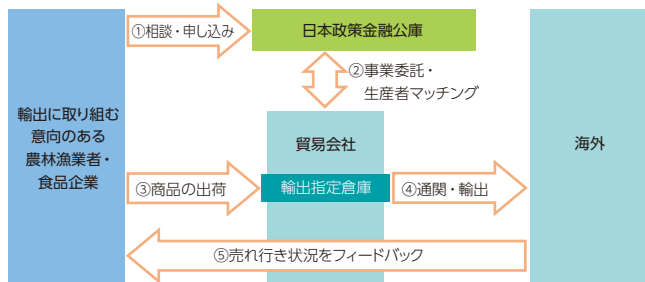 ①相談・申し込み
日本政策金融公庫
②事業委託・
生産者マッチング
輸出に取り組む
意向のある
農林漁業者・
食品企業
貿易会社
海外
③商品の出荷
輸出指定倉庫
④通関・輸出
⑤売れ行き状況をフィードバック